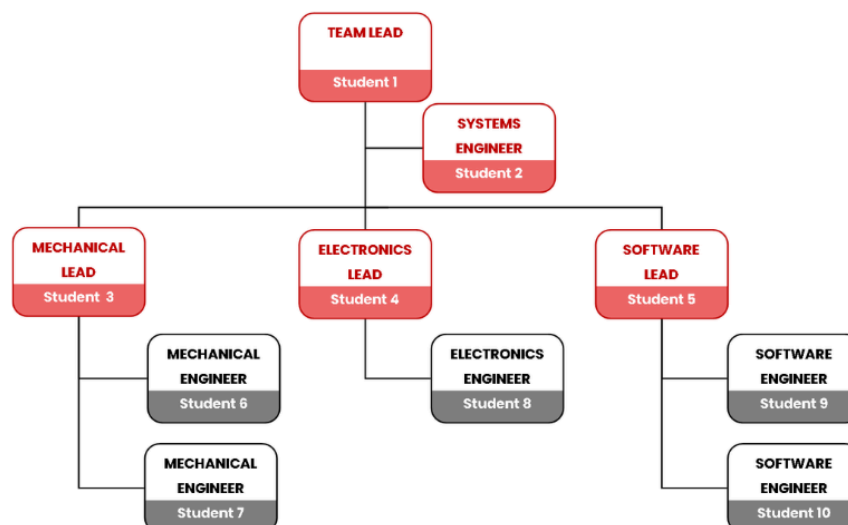 TEAM LEAD
Student 1
SYSTEMS
ENGINEER
Student 2
MECHANICAL
LEAD
Student 3
ELECTRONICS
LEAD
Student 4
SOFTWARE
LEAD
Student 5
MECHANICAL
ENGINEER
Student 6
ELECTRONICS
ENGINEER
Student 8
SOFTWARE
ENGINEER
Student 9
MECHANICAL
ENGINEER
Student 7
SOFTWARE
ENGINEER
Student 10